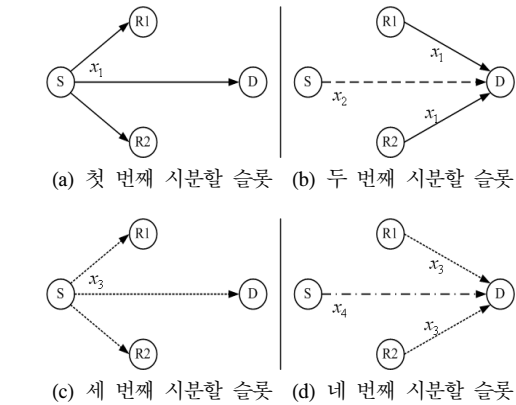 R1
R1
x1
x1
S
D
S
D
x2
x1
R2
R2
(a) 첫 번째 시분할 슬롯
(b) 두 번째 시분할 슬롯
R1
R1
x3
x3
S
D
S
D
x4
x3
R2
R2
(c) 세 번째 시분할 슬롯
(d) 네 번째 시분할 슬롯